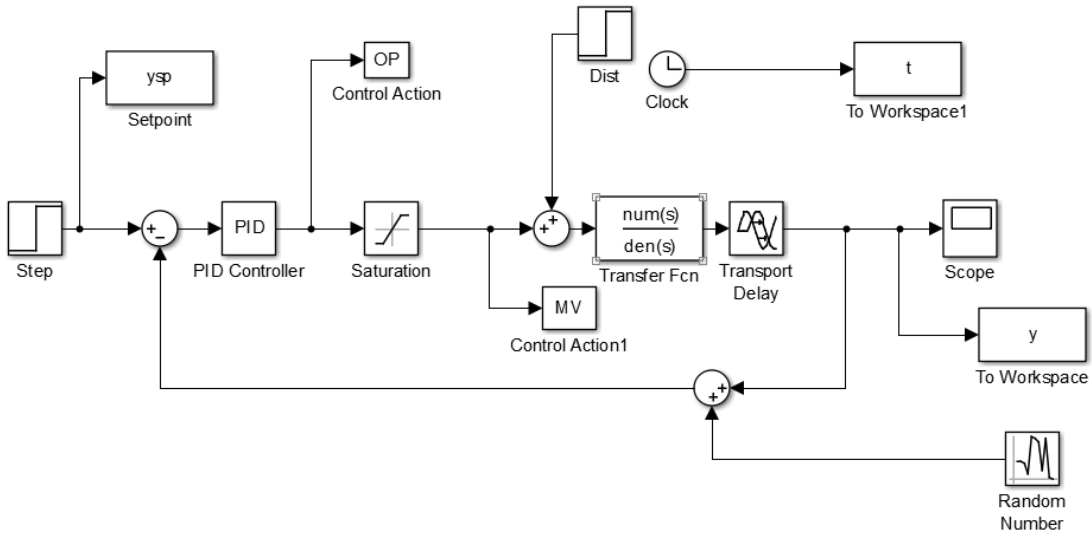 ysp
Setpoint
OP
Control Action
Dist
Clock
t
To Workspace1
Step
+
−
PID
PID Controller
Saturation
+
+
num(s)
den(s)
Transfer Fcn
Transport
Delay
Scope
MV
Control Action1
y
To Workspace
+
+
Random
Number